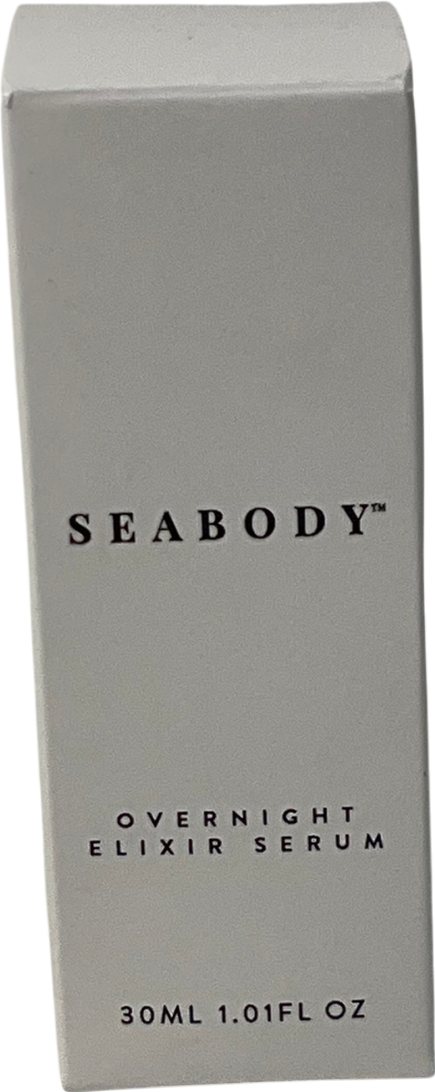 SEABODY™
OVERNIGHT
ELIXIR SERUM
30ML 1.01FL OZ